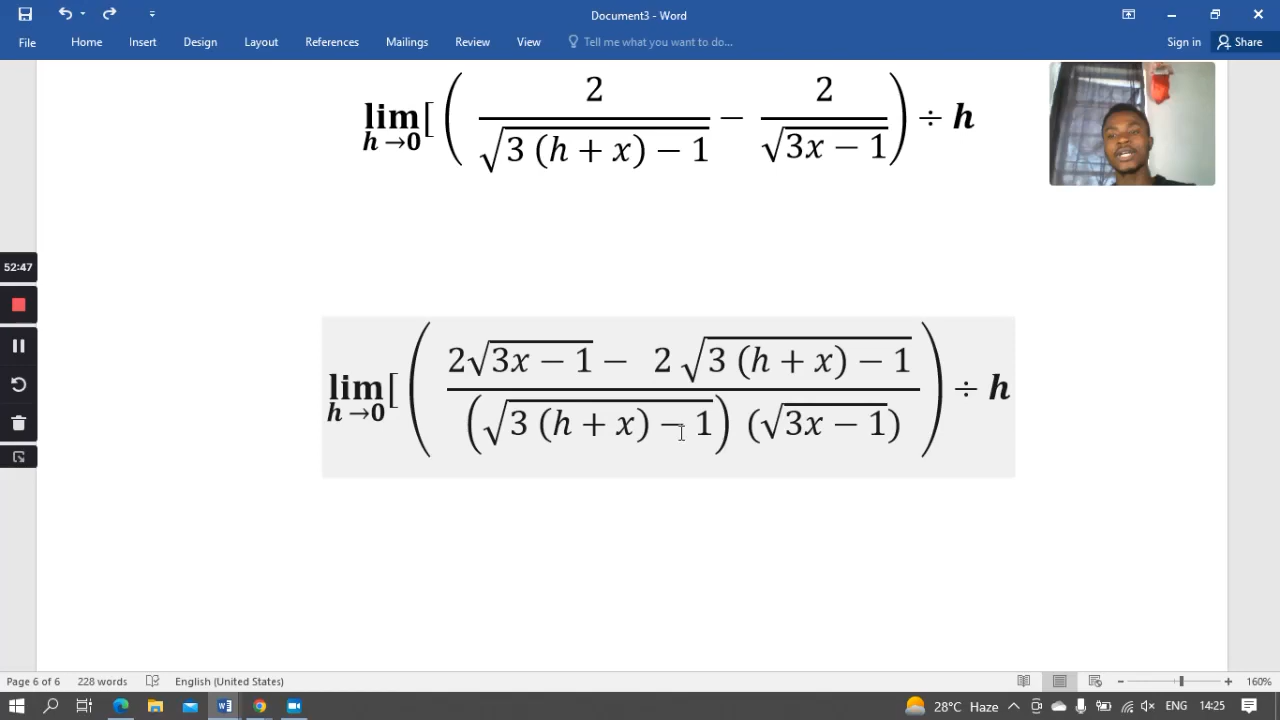 Document3 - Word
File Home Insert Design Layout References Mailings Review View Tell me what you want to do... Sign in Share
lim h→0 [ ( 2 / √(3 (h + x) − 1) − 2 / √(3x − 1) ) ÷ h
52:47
lim h→0 [ ( 2√(3x − 1) − 2 √(3 (h + x) − 1) / (√(3 (h + x) − 1)) (√(3x − 1)) ) ÷ h
Page 6 of 6 228 words English (United States) 160%
28°C Haze ENG 14:25